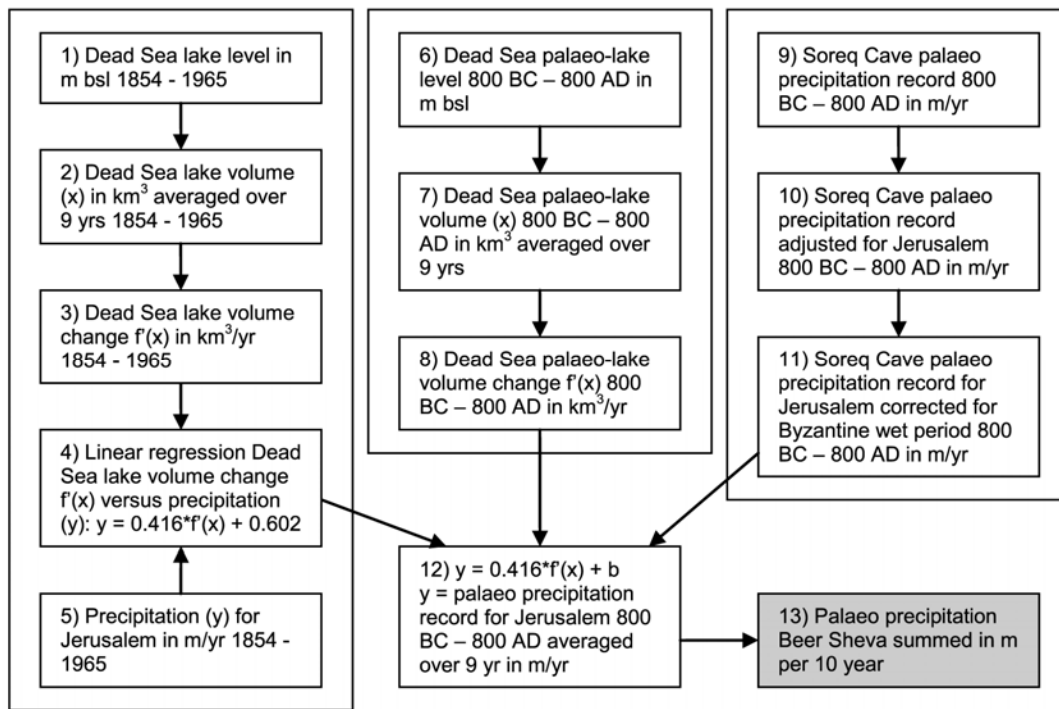 1) Dead Sea lake level in
m bsl 1854 - 1965
2) Dead Sea lake volume
(x) in km³ averaged over
9 yrs 1854 – 1965
3) Dead Sea lake volume
change f'(x) in km³/yr
1854 - 1965
4) Linear regression Dead
Sea lake volume change
f'(x) versus precipitation
(y): y = 0.416*f'(x) + 0.602
5) Precipitation (y) for
Jerusalem in m/yr 1854 -
1965
6) Dead Sea palaeo-lake
level 800 BC – 800 AD in
m bsl
7) Dead Sea palaeo-lake
volume (x) 800 BC – 800
AD in km³ averaged over
9 yrs
8) Dead Sea palaeo-lake
volume change f'(x) 800
BC – 800 AD in km³/yr
9) Soreq Cave palaeo
precipitation record 800
BC – 800 AD in m/yr
10) Soreq Cave palaeo
precipitation record
adjusted for Jerusalem
800 BC – 800 AD in m/yr
11) Soreq Cave palaeo
precipitation record for
Jerusalem corrected for
Byzantine wet period 800
BC – 800 AD in m/yr
12) y = 0.416*f'(x) + b
y = palaeo precipitation
record for Jerusalem 800
BC – 800 AD averaged
over 9 yr in m/yr
13) Palaeo precipitation
Beer Sheva summed in m
per 10 year